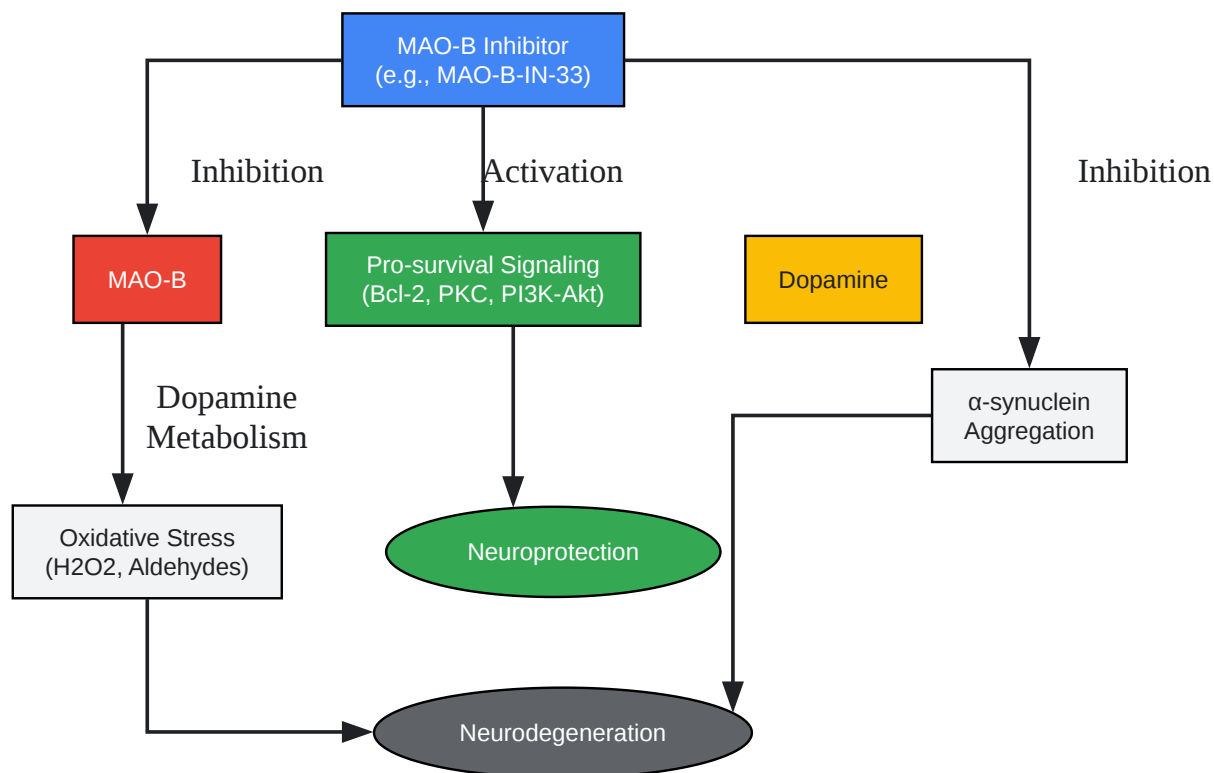 MAO-B Inhibitor
(e.g., MAO-B-IN-33)
Inhibition
Activation
Inhibition
MAO-B
Pro-survival Signaling
(Bcl-2, PKC, PI3K-Akt)
Dopamine
Dopamine
Metabolism
α-synuclein
Aggregation
Oxidative Stress
(H2O2, Aldehydes)
Neuroprotection
Neurodegeneration